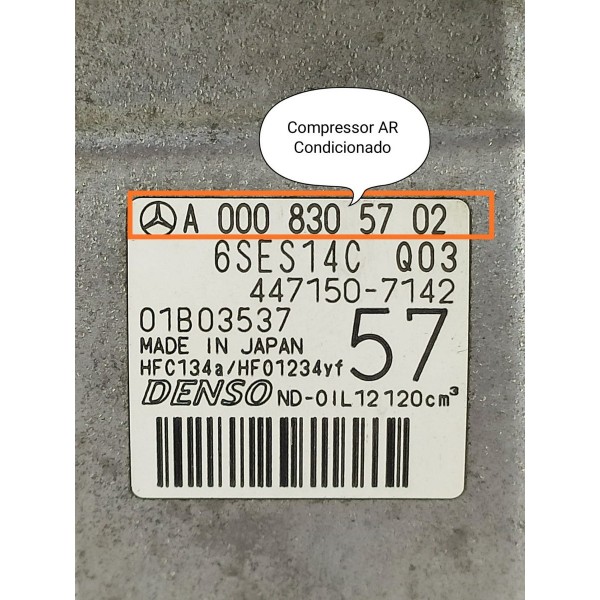 Compressor AR
Condicionado
A 000 830 57 02
6SES14C Q03
447150-7142
01B03537
57
MADE IN JAPAN
HFC134a/HFO1234yf
DENSO ND-OIL12 120cm³